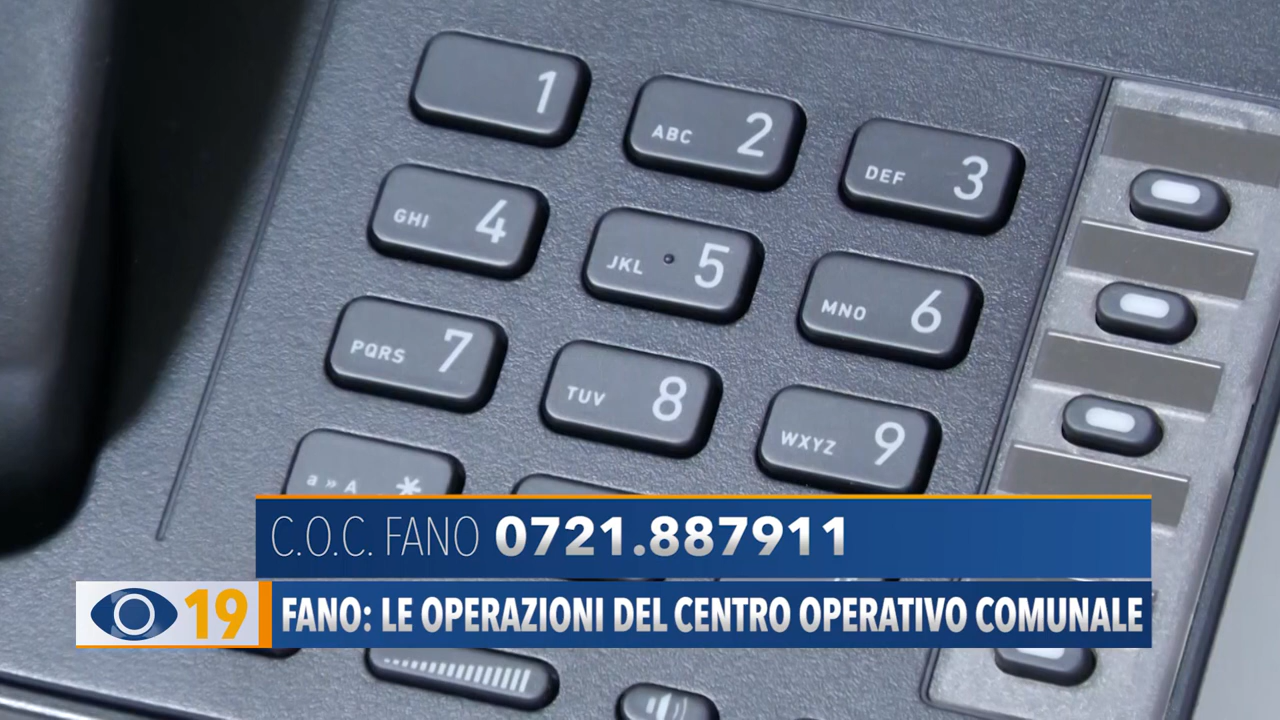 1
ABC 2
DEF 3
GHI 4
JKL 5
MNO 6
PQRS 7
TUV 8
WXYZ 9
a » A *
C.O.C. FANO 0721.887911
19
FANO: LE OPERAZIONI DEL CENTRO OPERATIVO COMUNALE